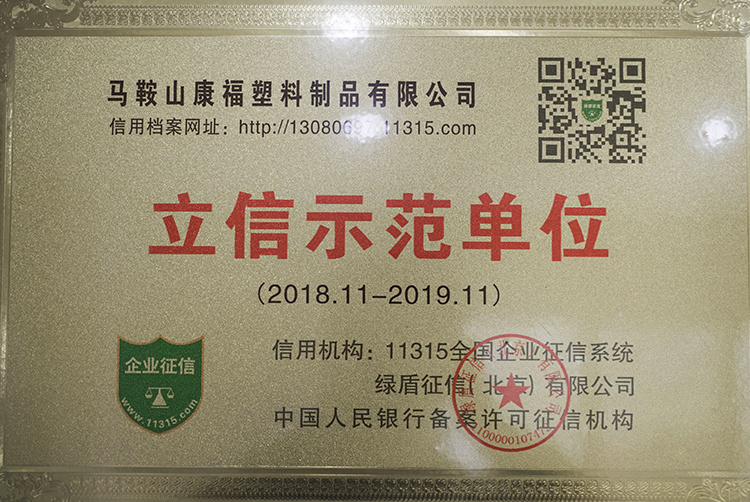 马鞍山康福塑料制品有限公司
信用档案网址：http://13080697.11315.com
立信示范单位
(2018.11-2019.11)
企业征信
www.11315.com
信用机构：11315全国企业征信系统
绿盾征信(北京)有限公司
中国人民银行备案许可征信机构